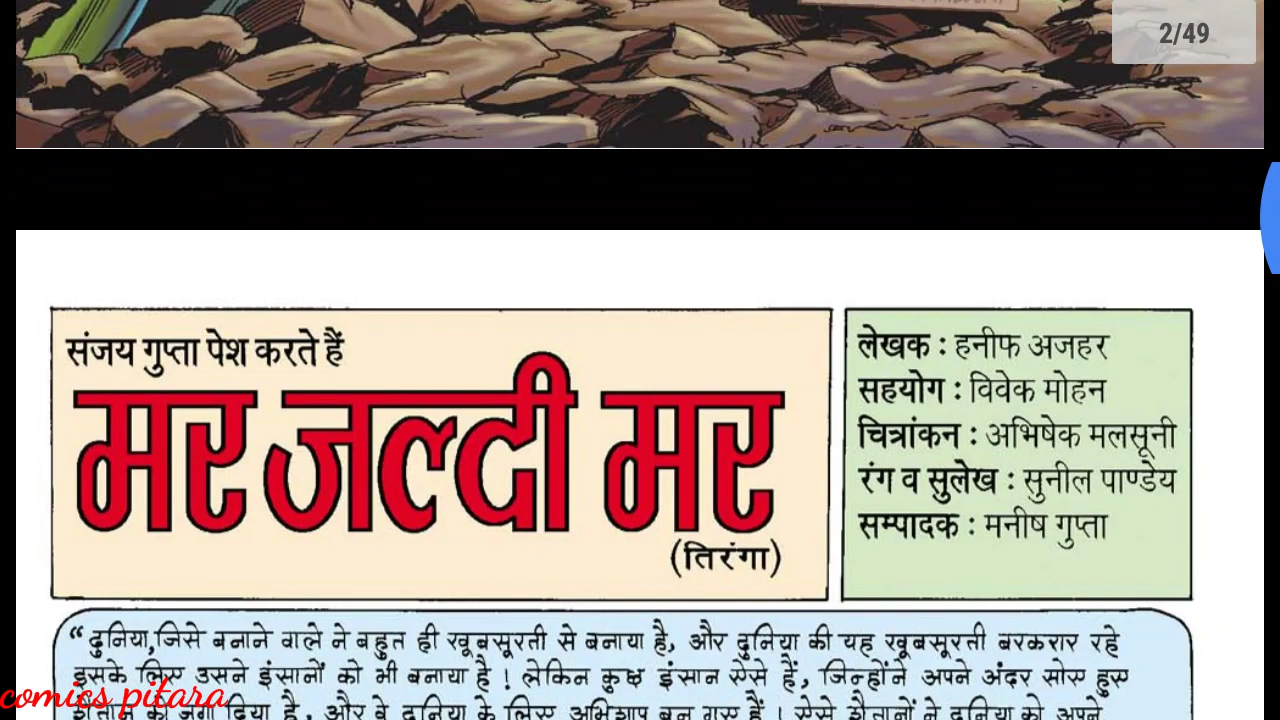 2/49
संजय गुप्ता पेश करते हैं
मर जल्दी मर
(तिरंगा)
लेखक : हनीफ अजहर
सहयोग : विवेक मोहन
चित्रांकन : अभिषेक मलसूनी
रंग व सुलेख : सुनील पाण्डेय
सम्पादक : मनीष गुप्ता
“ दुनिया,जिसे बनाने वाले ने बहुत ही खूबसूरती से बनाया है, और दुनिया की यह खूबसूरती बरकरार रहे
इसके लिए उसने इंसानों को भी बनाया है ! लेकिन कुछ इंसान ऐसे हैं, जिन्होंने अपने अंदर सोए हुए
शैतान को जगा दिया है, और वे दुनिया के लिए अभिशाप बन गए हैं । ऐसे शैतानों ने दुनिया को अपने
comics pitara